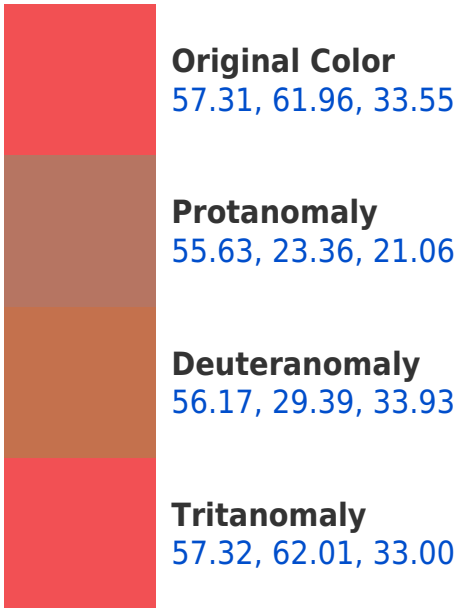 Original Color
57.31, 61.96, 33.55
Protanomaly
55.63, 23.36, 21.06
Deuteranomaly
56.17, 29.39, 33.93
Tritanomaly
57.32, 62.01, 33.00